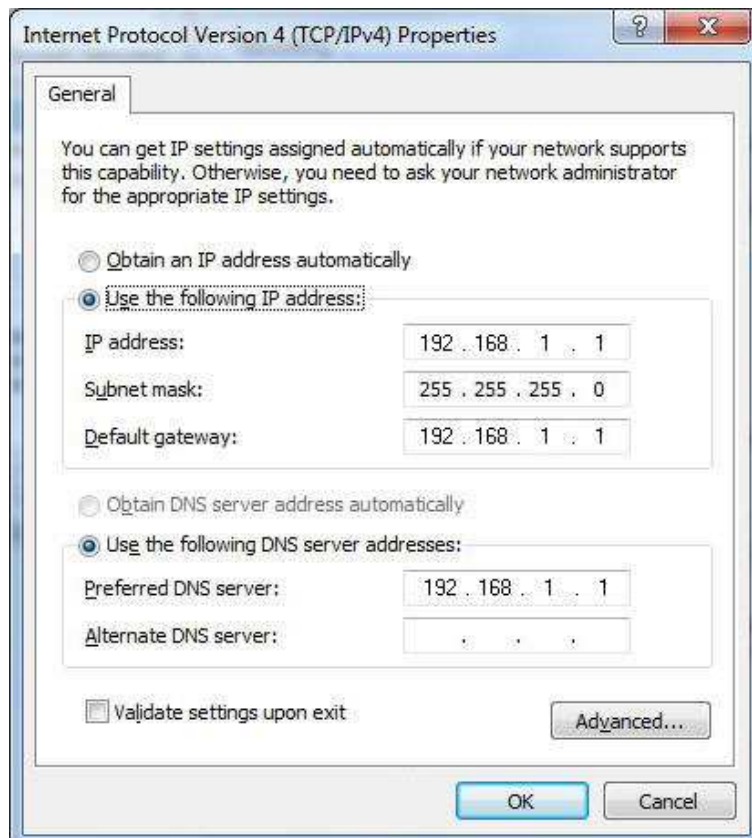 Internet Protocol Version 4 (TCP/IPv4) Properties
General
You can get IP settings assigned automatically if your network supports
this capability. Otherwise, you need to ask your network administrator
for the appropriate IP settings.
Obtain an IP address automatically
Use the following IP address:
IP address: 192 . 168 . 1 . 1
Subnet mask: 255 . 255 . 255 . 0
Default gateway: 192 . 168 . 1 . 1
Obtain DNS server address automatically
Use the following DNS server addresses:
Preferred DNS server: 192 . 168 . 1 . 1
Alternate DNS server: . . .
Validate settings upon exit
Advanced...
OK Cancel